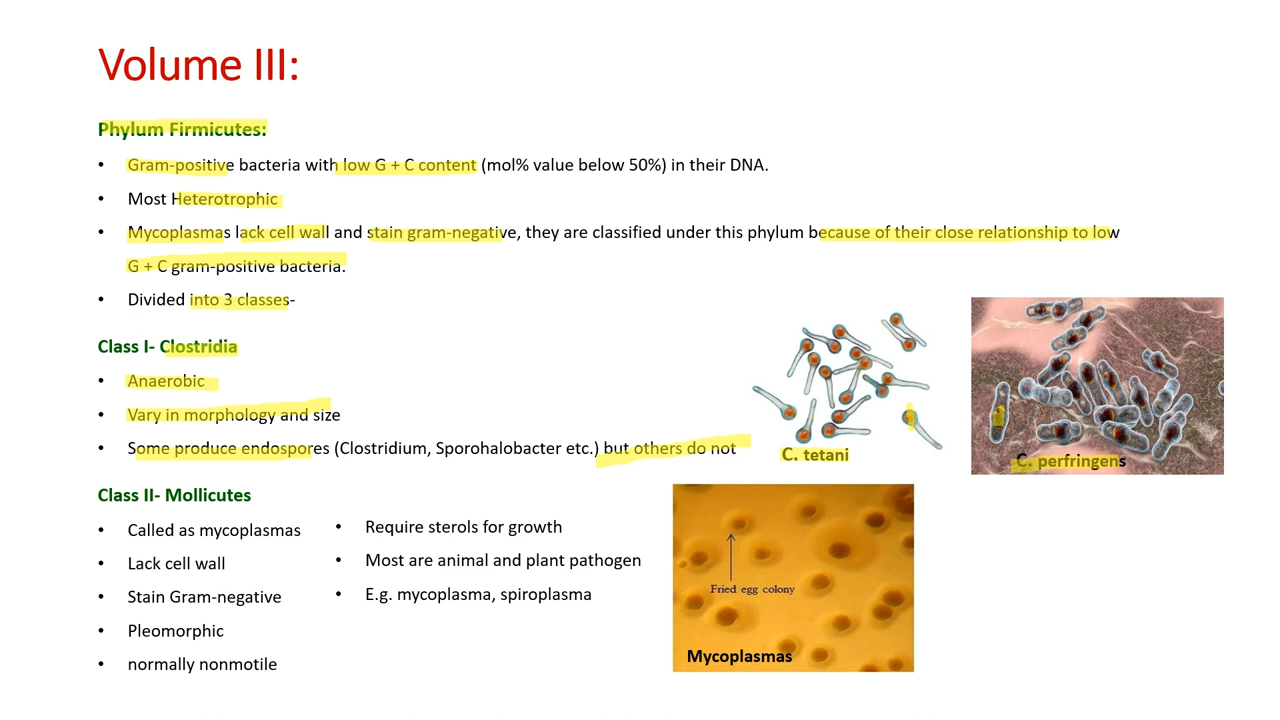 Volume III:
Phylum Firmicutes:
• Gram-positive bacteria with low G + C content (mol% value below 50%) in their DNA.
• Most Heterotrophic
• Mycoplasmas lack cell wall and stain gram-negative, they are classified under this phylum because of their close relationship to low
G + C gram-positive bacteria.
• Divided into 3 classes-
Class I- Clostridia
• Anaerobic
• Vary in morphology and size
• Some produce endospores (Clostridium, Sporohalobacter etc.) but others do not
C. tetani
C. perfringens
Class II- Mollicutes
• Called as mycoplasmas
• Lack cell wall
• Stain Gram-negative
• Pleomorphic
• normally nonmotile
• Require sterols for growth
• Most are animal and plant pathogen
• E.g. mycoplasma, spiroplasma
Fried egg colony
Mycoplasmas